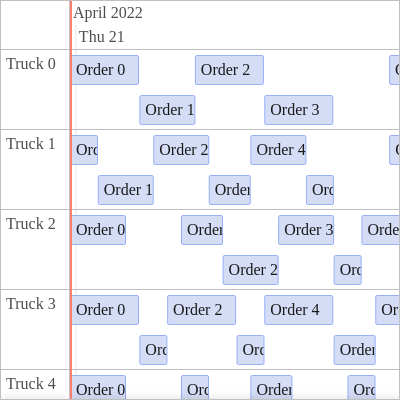 April 2022
Thu 21
Truck 0
Order 0
Order 2
Order 1
Order 3
Truck 1
Orc
Order 2
Order 4
Order 1
Order
Orc
Truck 2
Order 0
Order
Order 3
Orde
Order 2
Orc
Truck 3
Order 0
Order 2
Order 4
Or
Orc
Orc
Order
Truck 4
Order 0
Orc
Order
Orc